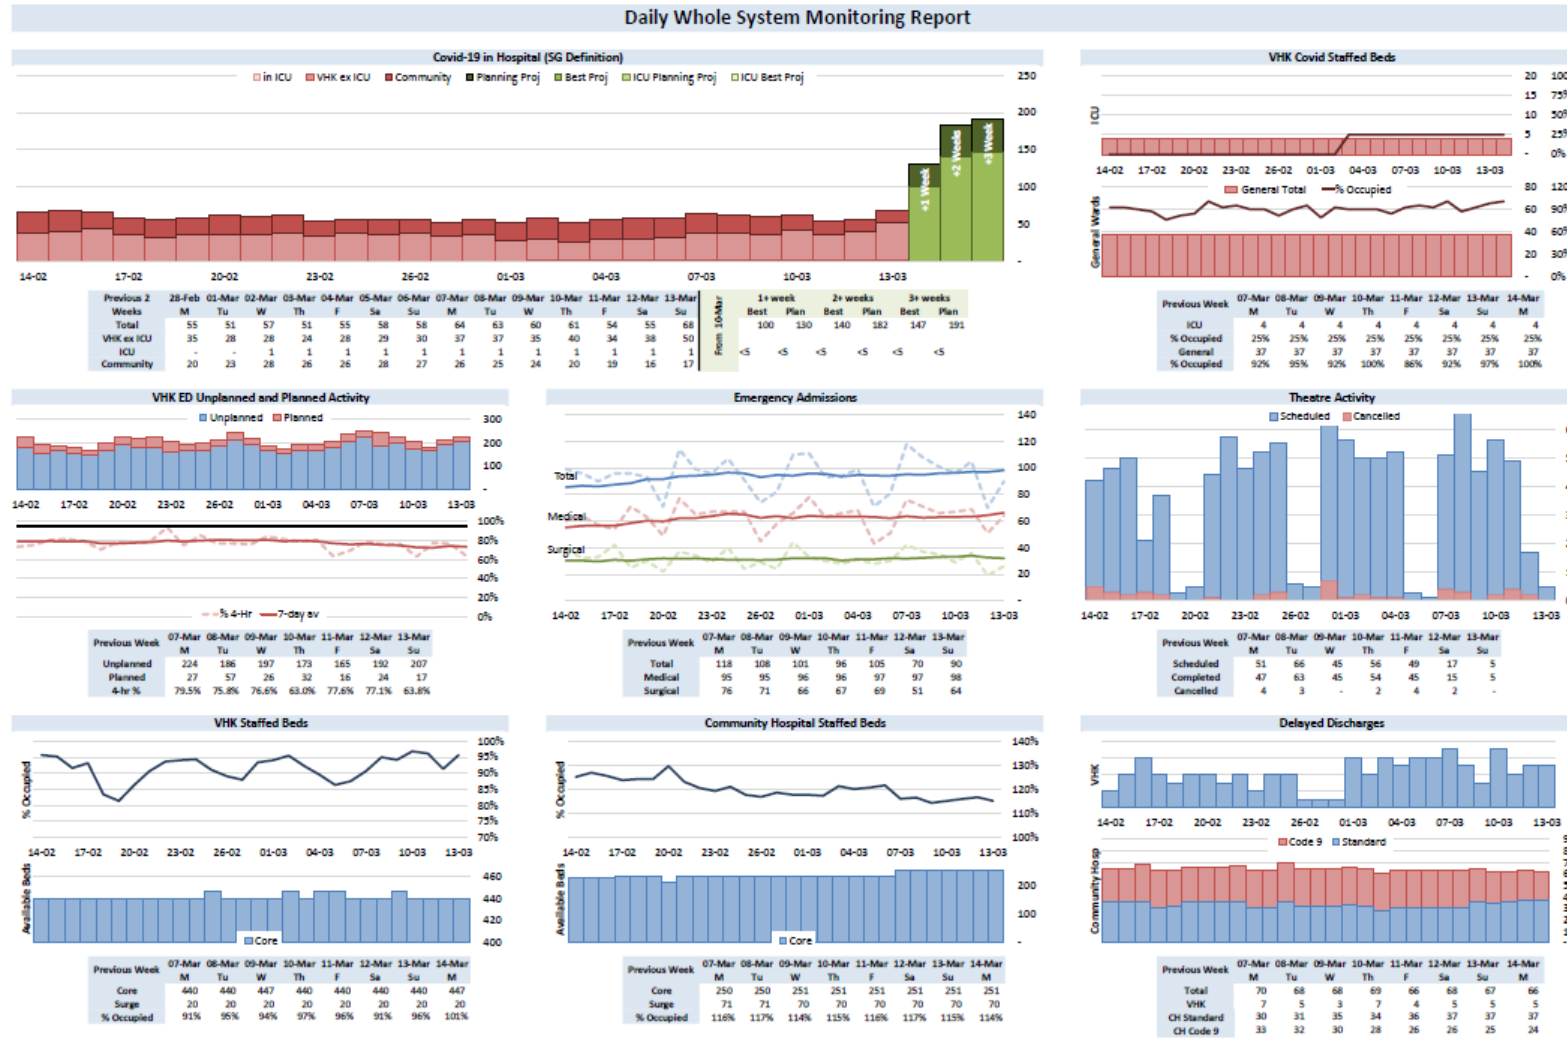 Daily Whole System Monitoring Report
Covid-19 in Hospital (SG Definition)
in ICU VHK ex ICU Community Planning Proj Best Proj ICU Planning Proj ICU Best Proj
250
200
150
100
50
-
+1 Week +2 Weeks +3 Week
14-02 17-02 20-02 23-02 26-02 01-03 04-03 07-03 10-03 13-03
Previous 2 Weeks 28-Feb 01-Mar 02-Mar 03-Mar 04-Mar 05-Mar 06-Mar 07-Mar 08-Mar 09-Mar 10-Mar 11-Mar 12-Mar 13-Mar
M Tu W Th F Sa Su M Tu W Th F Sa Su
Total 55 51 57 51 55 58 58 64 63 60 61 54 55 68
VHK ex ICU 35 28 28 24 28 29 30 37 37 35 40 34 38 50
ICU - - 1 1 1 1 1 1 1 1 1 1 1 1
Community 20 23 28 26 26 28 27 26 25 24 20 19 16 17
From 10-Mar
1+ week 2+ weeks 3+ weeks
Best Plan Best Plan Best Plan
100 130 140 182 147 191
<5 <5 <5 <5 <5
VHK Covid Staffed Beds
ICU
20 100
15 75%
10 50%
5 25%
- 0%
14-02 17-02 20-02 23-02 26-02 01-03 04-03 07-03 10-03 13-03
General Total % Occupied
General Wards
80 120
60 90%
40 60%
20 30%
- 0%
Previous Week 07-Mar 08-Mar 09-Mar 10-Mar 11-Mar 12-Mar 13-Mar 14-Mar
M Tu W Th F Sa Su M
ICU 4 4 4 4 4 4 4 4
% Occupied 25% 25% 25% 25% 25% 25% 25% 25%
General 37 37 37 37 37 37 37 37
% Occupied 92% 95% 92% 100% 86% 92% 97% 100%
VHK ED Unplanned and Planned Activity
Unplanned Planned
300
200
100
-
14-02 17-02 20-02 23-02 26-02 01-03 04-03 07-03 10-03 13-03
100%
80%
60%
40%
20%
0%
% 4-Hr 7-day av
Previous Week 07-Mar 08-Mar 09-Mar 10-Mar 11-Mar 12-Mar 13-Mar
M Tu W Th F Sa Su
Unplanned 224 186 197 173 165 192 207
Planned 27 57 26 32 16 24 17
4-hr % 79.5% 75.8% 76.6% 63.0% 77.6% 77.1% 63.8%
Emergency Admissions
140
120
100
80
60
40
20
-
Total
Medical
Surgical
14-02 17-02 20-02 23-02 26-02 01-03 04-03 07-03 10-03 13-03
Previous Week 07-Mar 08-Mar 09-Mar 10-Mar 11-Mar 12-Mar 13-Mar
M Tu W Th F Sa Su
Total 118 108 101 96 105 70 90
Medical 95 95 96 96 97 97 98
Surgical 76 71 66 67 69 51 64
Theatre Activity
Scheduled Cancelled
14-02 17-02 20-02 23-02 26-02 01-03 04-03 07-03 10-03 13-03
Previous Week 07-Mar 08-Mar 09-Mar 10-Mar 11-Mar 12-Mar 13-Mar
M Tu W Th F Sa Su
Scheduled 51 66 45 56 49 17 5
Completed 47 63 45 54 45 15 5
Cancelled 4 3 - 2 4 2 -
VHK Staffed Beds
% Occupied
100%
95%
90%
85%
80%
75%
70%
14-02 17-02 20-02 23-02 26-02 01-03 04-03 07-03 10-03 13-03
Available Beds
460
440
420
400
Core
Previous Week 07-Mar 08-Mar 09-Mar 10-Mar 11-Mar 12-Mar 13-Mar 14-Mar
M Tu W Th F Sa Su M
Core 440 440 447 440 440 440 440 447
Surge 20 20 20 20 20 20 20 20
% Occupied 91% 95% 94% 97% 96% 91% 96% 101%
Community Hospital Staffed Beds
% Occupied
140%
130%
120%
110%
100%
14-02 17-02 20-02 23-02 26-02 01-03 04-03 07-03 10-03 13-03
Available Beds
200
100
-
Core
Previous Week 07-Mar 08-Mar 09-Mar 10-Mar 11-Mar 12-Mar 13-Mar 14-Mar
M Tu W Th F Sa Su M
Core 250 250 251 251 251 251 251 251
Surge 71 71 70 70 70 70 70 70
% Occupied 116% 117% 114% 115% 116% 117% 115% 114%
Delayed Discharges
VHK
14-02 17-02 20-02 23-02 26-02 01-03 04-03 07-03 10-03 13-03
Code 9 Standard
Community Hosp
Previous Week 07-Mar 08-Mar 09-Mar 10-Mar 11-Mar 12-Mar 13-Mar 14-Mar
M Tu W Th F Sa Su M
Total 70 68 68 69 66 68 67 66
VHK 7 5 3 7 4 5 5 5
CH Standard 30 31 35 34 36 37 37 37
CH Code 9 33 32 30 28 26 26 25 24